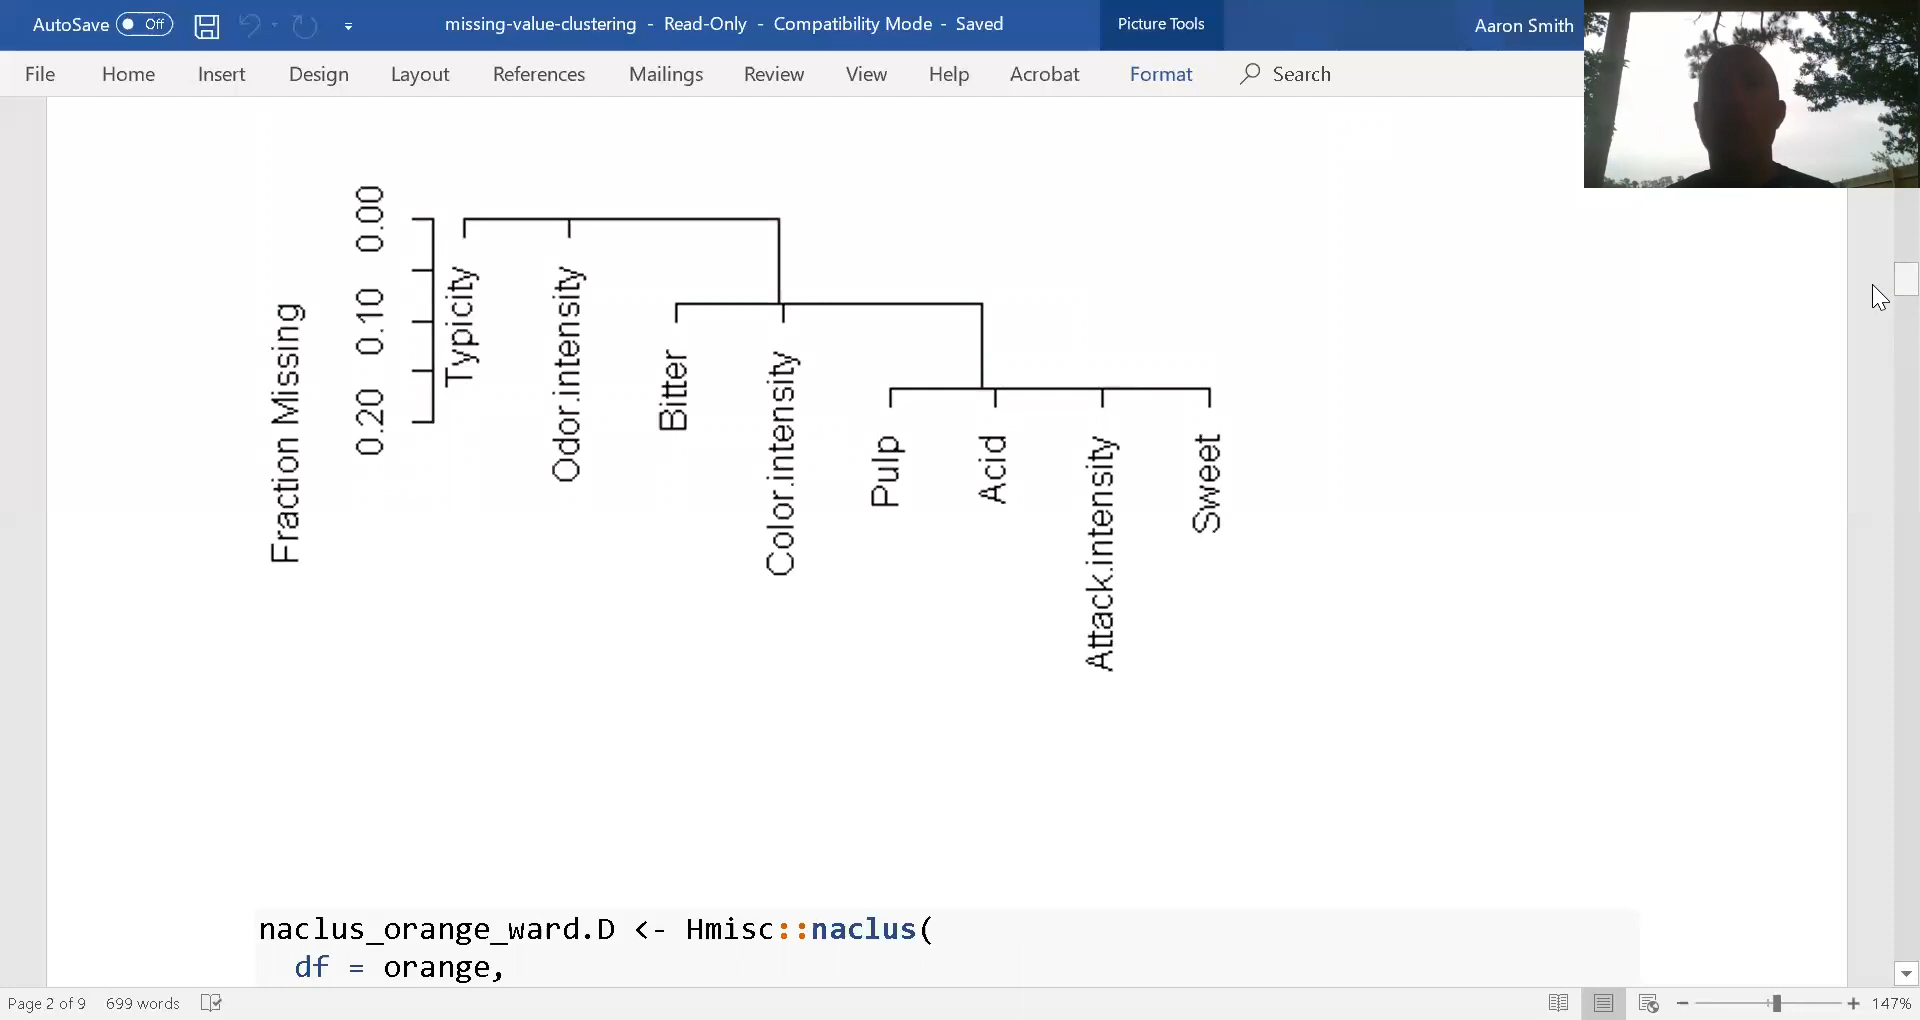 AutoSave Off missing-value-clustering - Read-Only - Compatibility Mode - Saved Picture Tools Aaron Smith
File Home Insert Design Layout References Mailings Review View Help Acrobat Format Search
Fraction Missing
0.00
0.10
0.20
Typicity
Odor.intensity
Bitter
Color.intensity
Pulp
Acid
Attack.intensity
Sweet
naclus_orange_ward.D <- Hmisc::naclus(
df = orange,
Page 2 of 9 699 words 147%